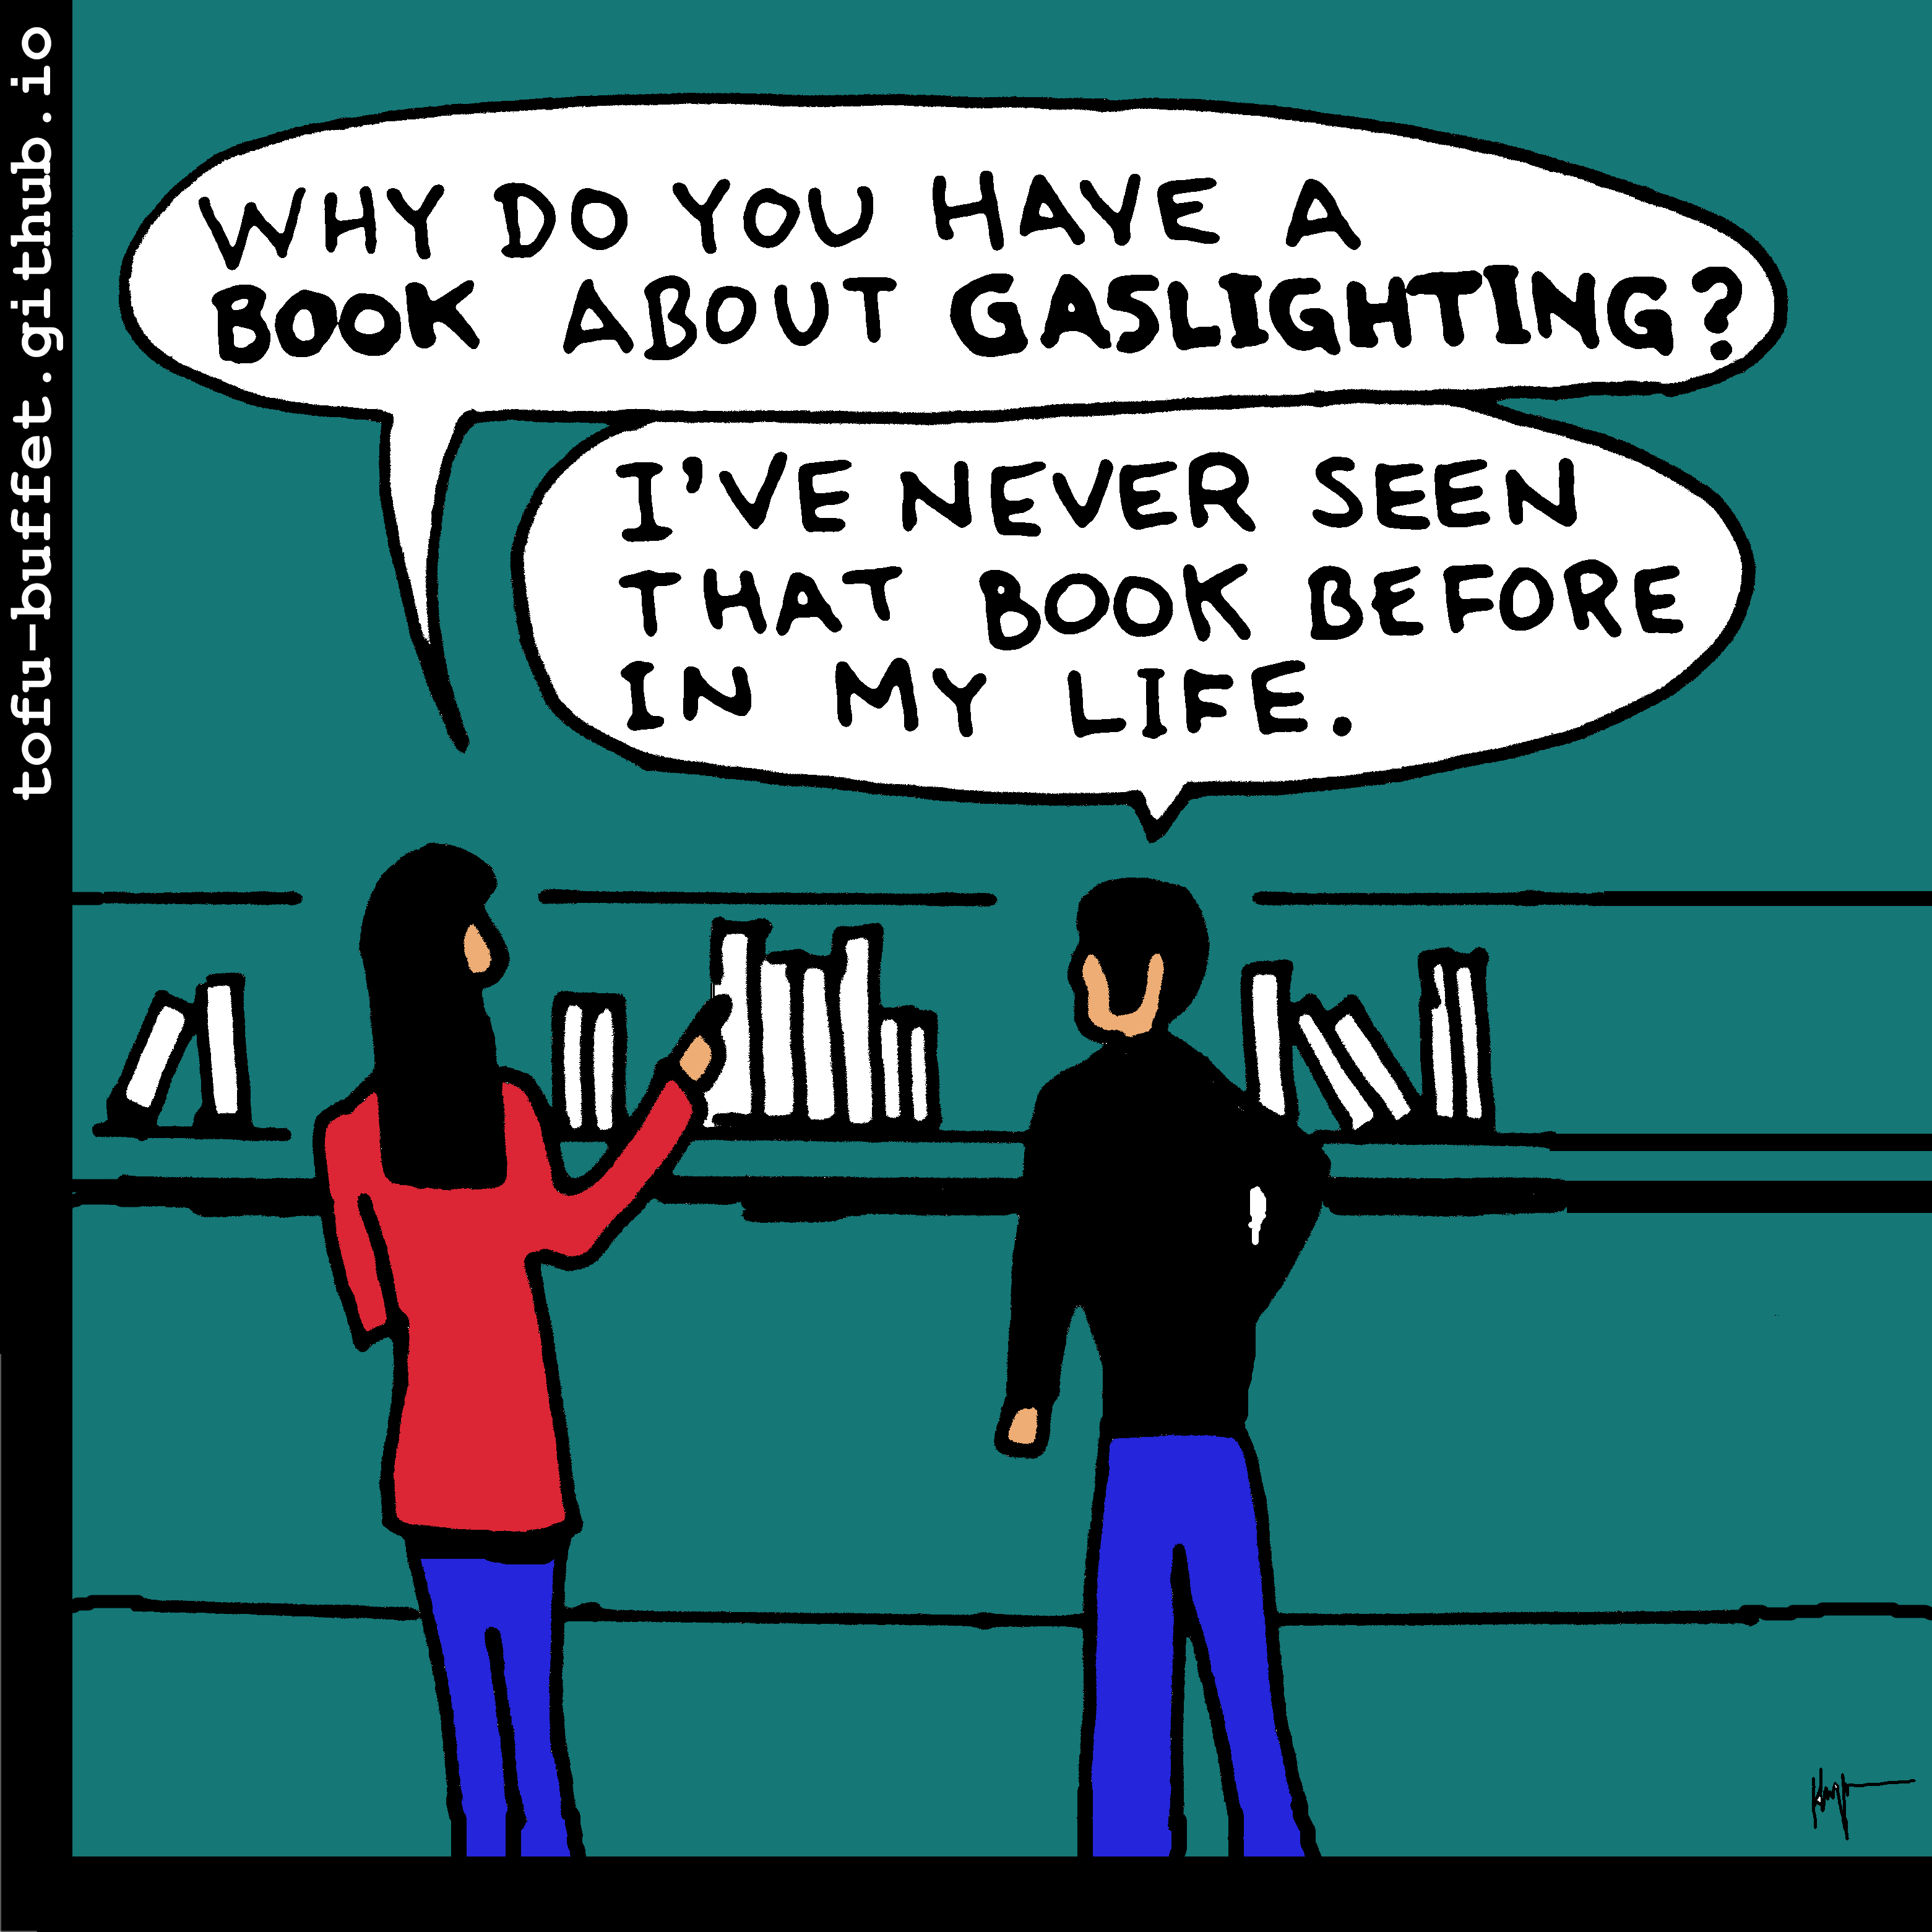 tofu-buffet.github.io
WHY DO YOU HAVE A
BOOK ABOUT GASLIGHTING?
I'VE NEVER SEEN
THAT BOOK BEFORE
IN MY LIFE.